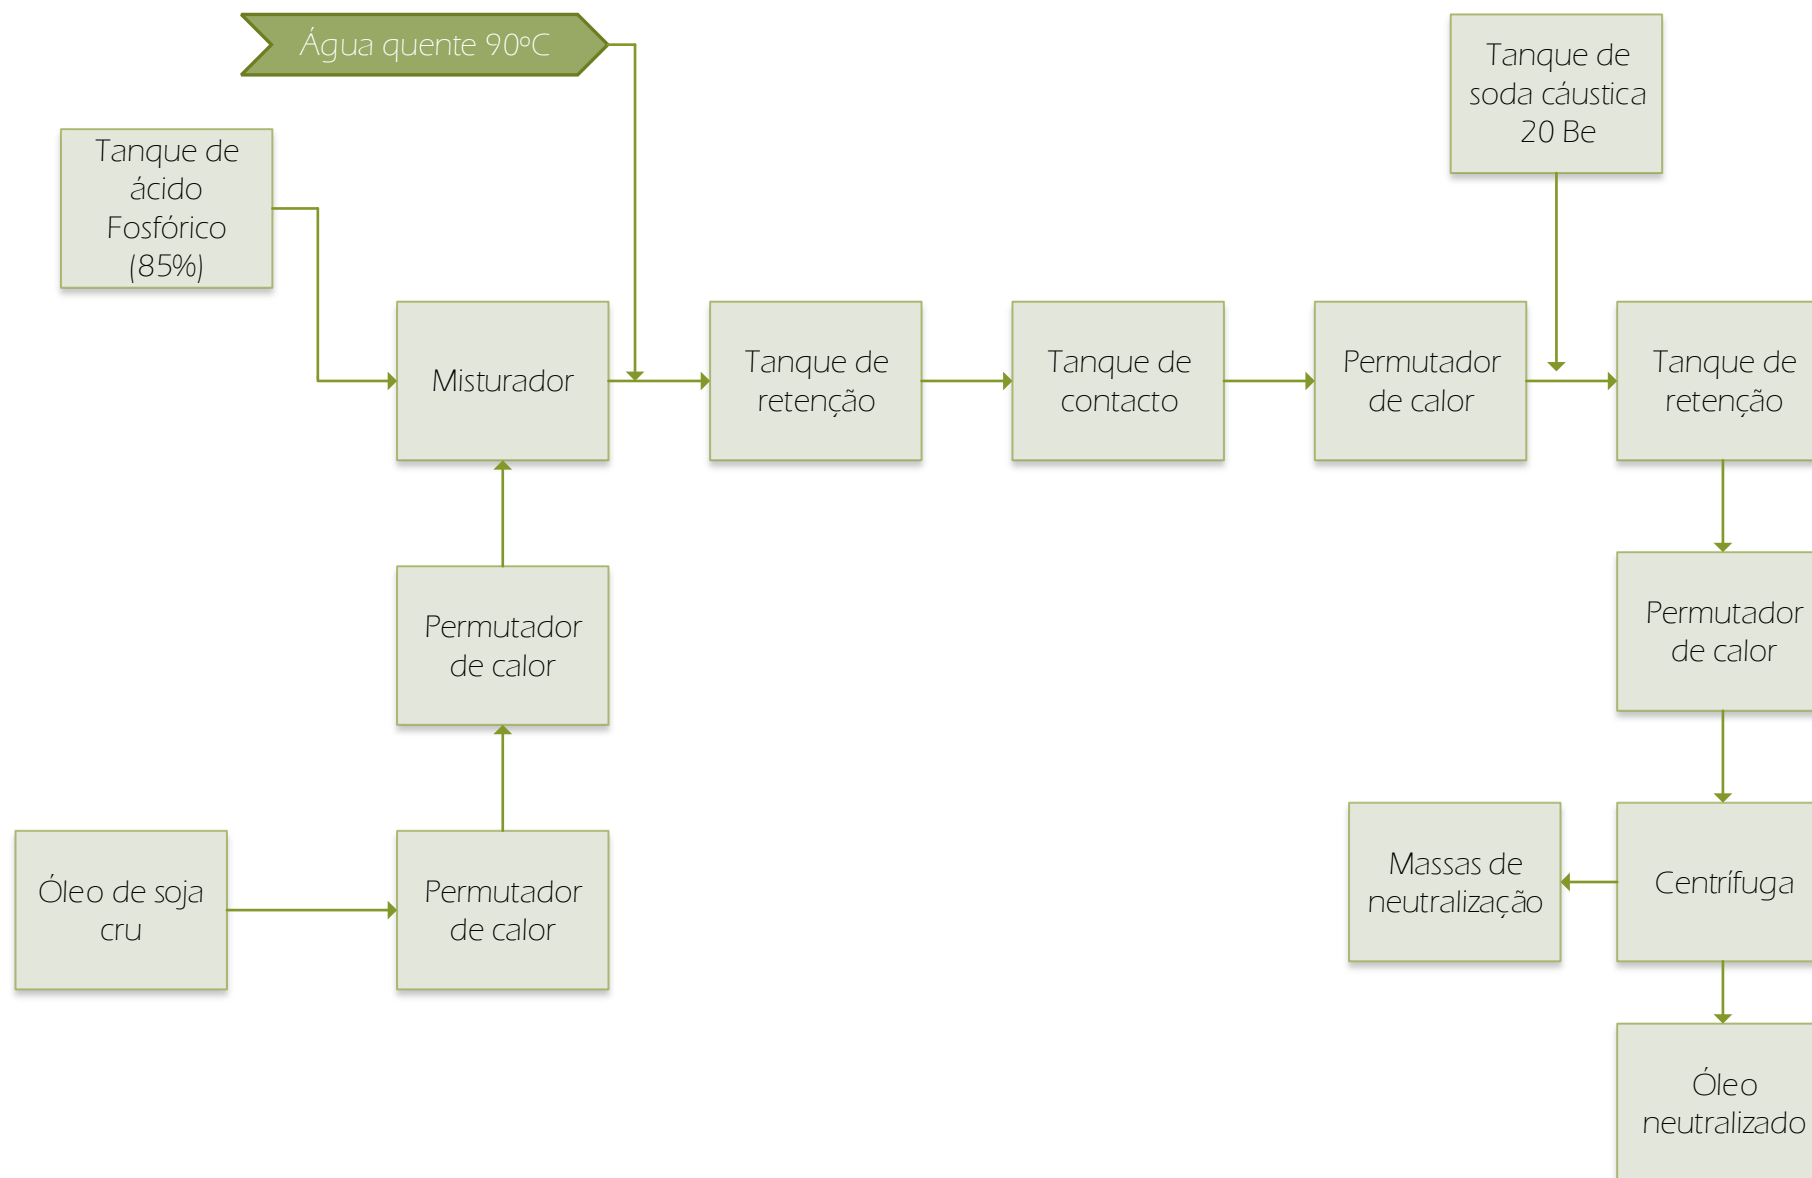 Água quente 90ºC
Tanque de
soda cáustica
20 Be
Tanque de
ácido
Fosfórico
(85%)
Misturador
Tanque de
retenção
Tanque de
contacto
Permutador
de calor
Tanque de
retenção
Permutador
de calor
Permutador
de calor
Óleo de soja
cru
Permutador
de calor
Massas de
neutralização
Centrífuga
Óleo
neutralizado